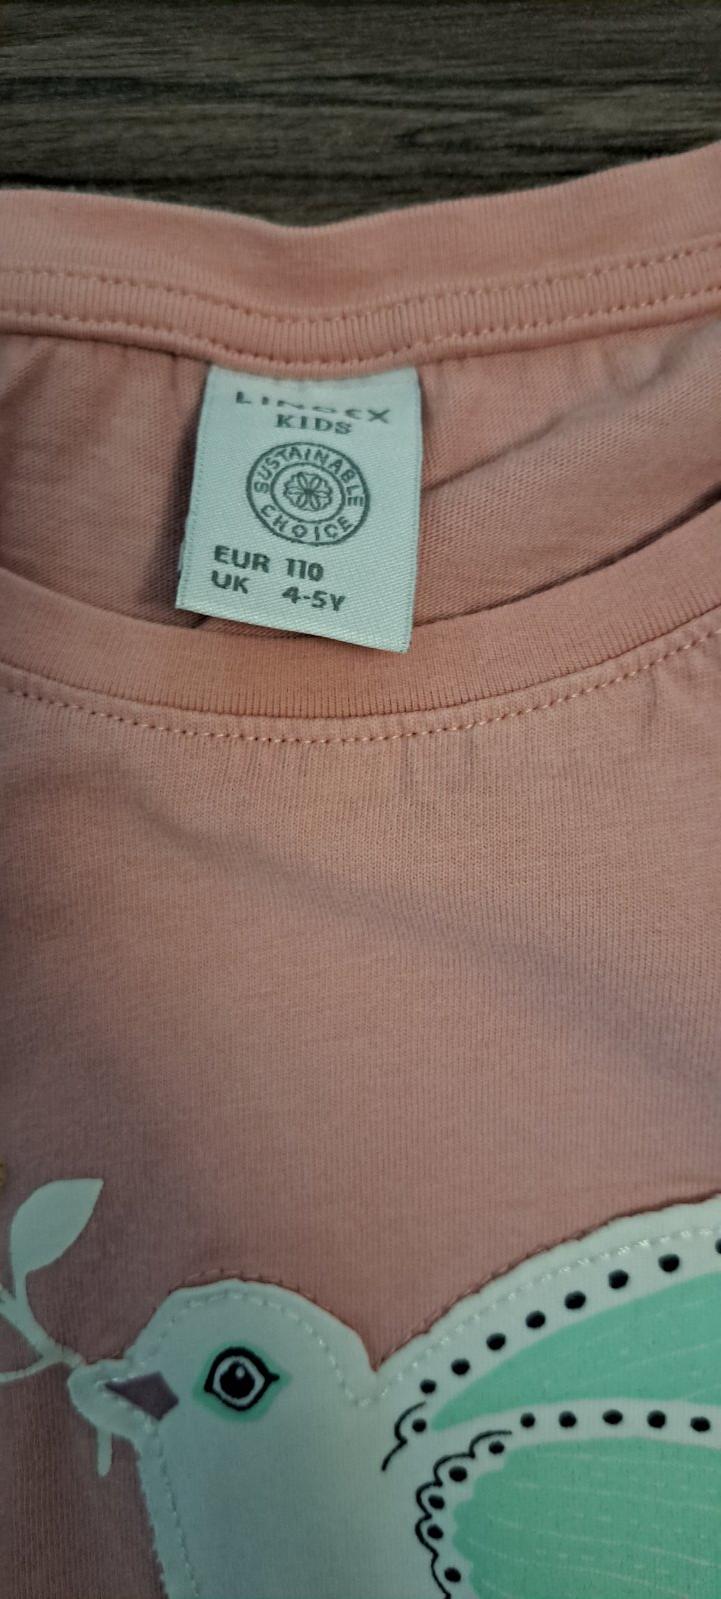 LINDEX
KIDS
SUSTAINABLE
CHOICE
EUR 110
UK 4-5Y